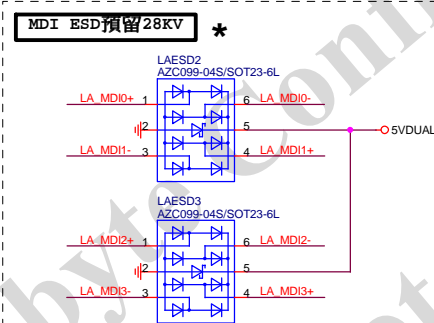 MDI ESD預留28KV *
LAESD2
AZC099-04S/SOT23-6L
LA_MDI0+ 1 6 LA_MDI0-
2 5 5VDUAL
LA_MDI1- 3 4 LA_MDI1+
LAESD3
AZC099-04S/SOT23-6L
LA_MDI2+ 1 6 LA_MDI2-
2 5
LA_MDI3- 3 4 LA_MDI3+